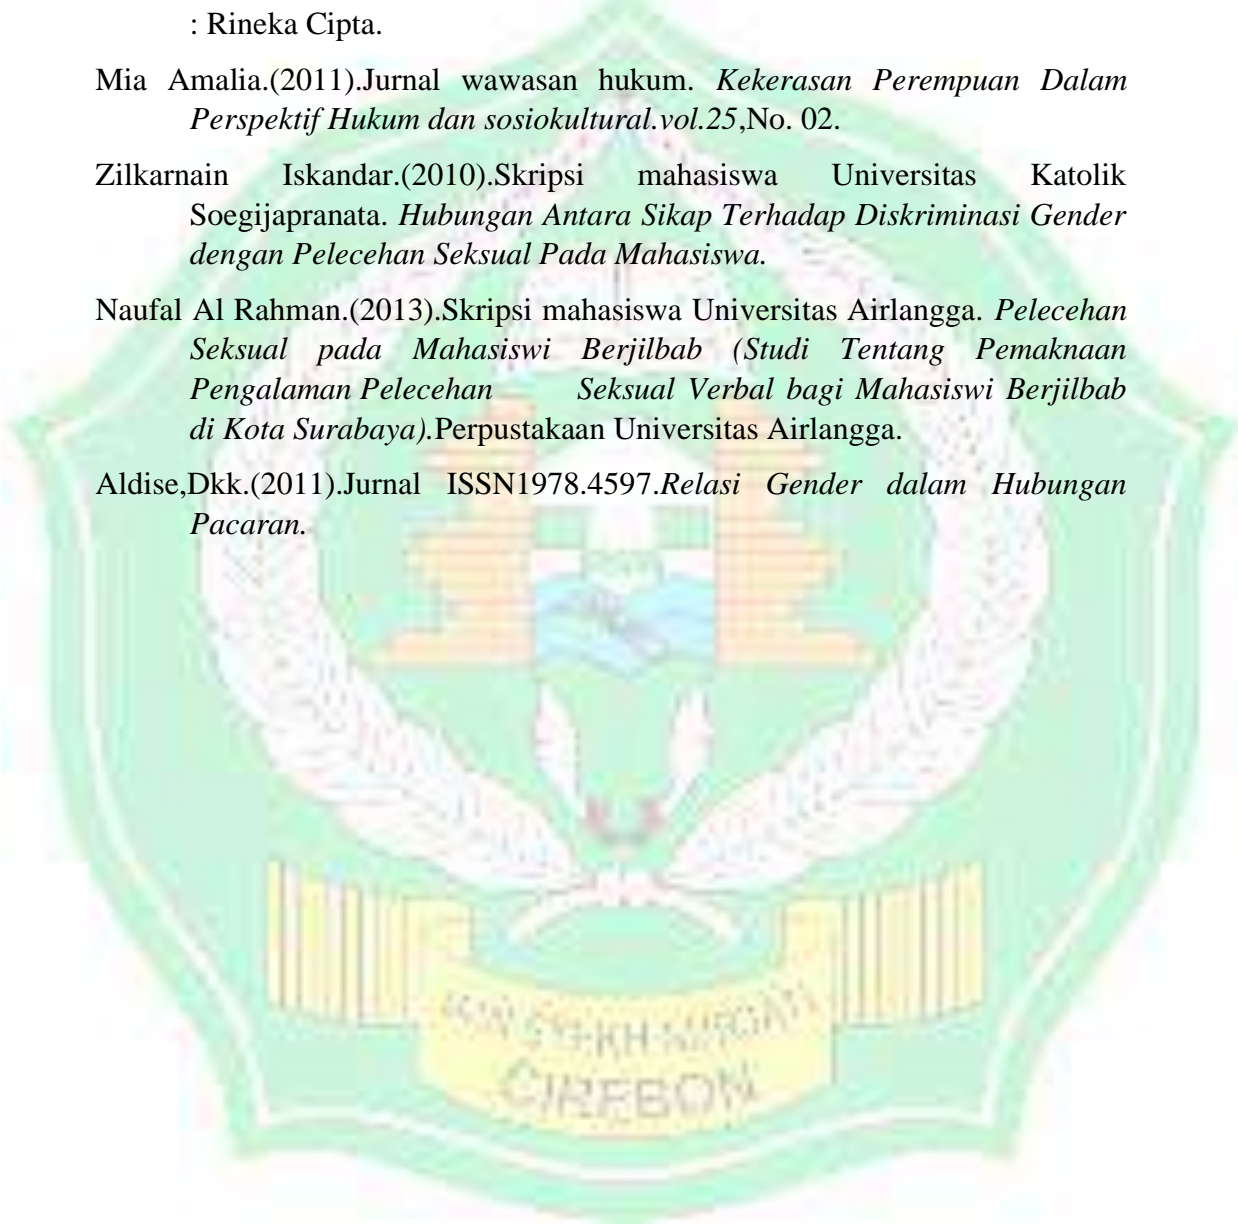 : Rineka Cipta.
Mia Amalia.(2011).Jurnal wawasan hukum. Kekerasan Perempuan Dalam
Perspektif Hukum dan sosiokultural.vol.25,No. 02.
Zilkarnain Iskandar.(2010).Skripsi mahasiswa Universitas Katolik
Soegijapranata. Hubungan Antara Sikap Terhadap Diskriminasi Gender
dengan Pelecehan Seksual Pada Mahasiswa.
Naufal Al Rahman.(2013).Skripsi mahasiswa Universitas Airlangga. Pelecehan
Seksual pada Mahasiswi Berjilbab (Studi Tentang Pemaknaan
Pengalaman Pelecehan Seksual Verbal bagi Mahasiswi Berjilbab
di Kota Surabaya).Perpustakaan Universitas Airlangga.
Aldise,Dkk.(2011).Jurnal ISSN1978.4597.Relasi Gender dalam Hubungan
Pacaran.
IAIN SYEKH NURJATI
CIREBON